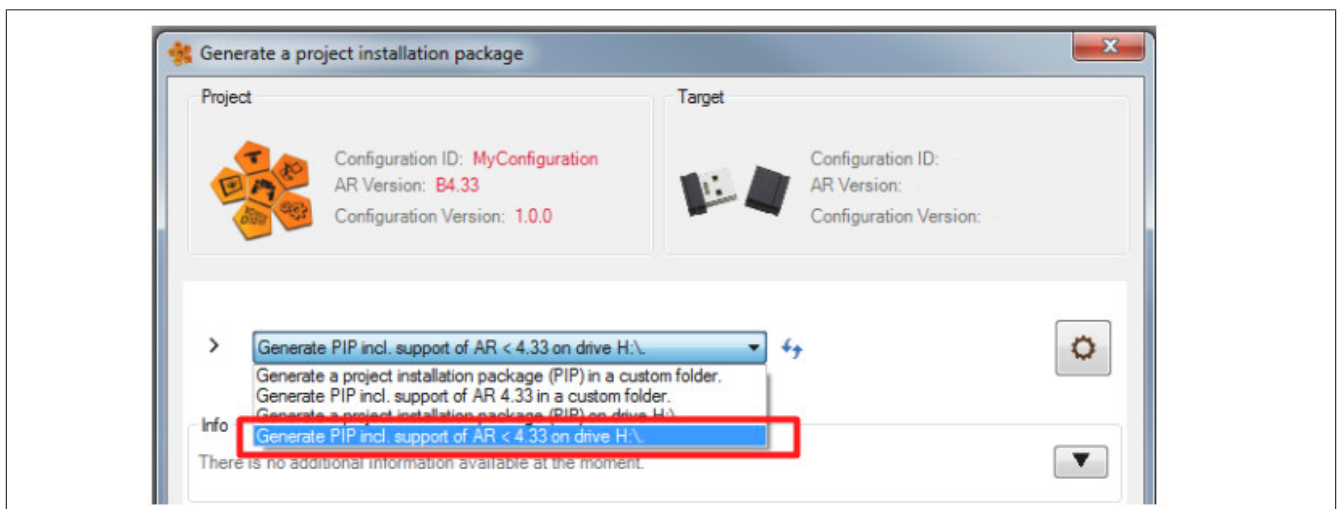 Generate a project installation package
Project
Target
Configuration ID: MyConfiguration
AR Version: B4.33
Configuration Version: 1.0.0
Configuration ID:
AR Version:
Configuration Version:
Generate PIP incl. support of AR < 4.33 on drive H:\.
Generate a project installation package (PIP) in a custom folder.
Generate PIP incl. support of AR 4.33 in a custom folder.
Generate a project installation package (PIP) on drive H:\.
Info
Generate PIP incl. support of AR < 4.33 on drive H:\.
There is no additional information available at the moment.